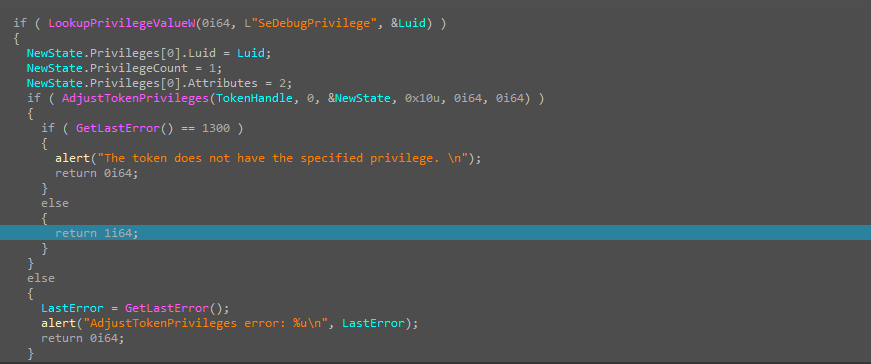 if ( LookupPrivilegeValueW(0i64, L"SeDebugPrivilege", &Luid) )
{
NewState.Privileges[0].Luid = Luid;
NewState.PrivilegeCount = 1;
NewState.Privileges[0].Attributes = 2;
if ( AdjustTokenPrivileges(TokenHandle, 0, &NewState, 0x10u, 0i64, 0i64) )
{
if ( GetLastError() == 1300 )
{
alert("The token does not have the specified privilege. \n");
return 0i64;
}
else
{
return 1i64;
}
}
else
{
LastError = GetLastError();
alert("AdjustTokenPrivileges error: %u\n", LastError);
return 0i64;
}